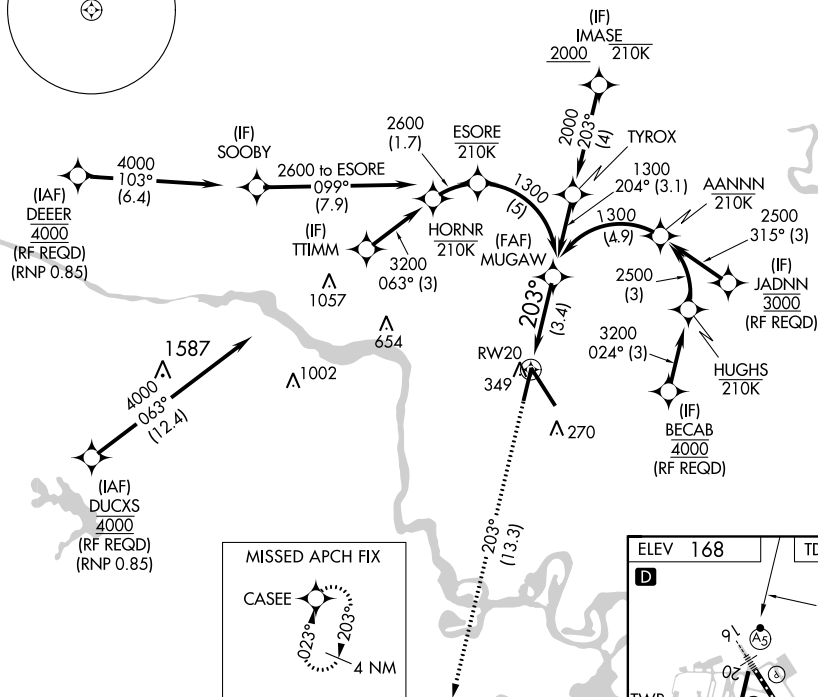 (IF)
IMASE
2000 210K
2000
203°
(4)
(IF)
SOOBY
4000
103°
(6.4)
2600
(1.7)
ESORE
210K
TYROX
2600 to ESORE
099°
(7.9)
1300
(5)
1300
204° (3.1)
AANNN
210K
(IAF)
DEEER
4000
(RF REQD)
(RNP 0.85)
(IF)
TTIMM
HORNR
210K
(FAF)
MUGAW
1300
(4.9)
2500
315° (3)
3200
063° (3)
2500
(3)
(IF)
JADNN
3000
(RF REQD)
1057
654
203°
(3.4)
3200
024° (3)
1587
1002
RW20
349
HUGHS
210K
4000
063°
(12.4)
270
(IF)
BECAB
4000
(RF REQD)
(IAF)
DUCXS
4000
(RF REQD)
(RNP 0.85)
203°
(13.3)
MISSED APCH FIX
CASEE
023°
203°
4 NM
ELEV 168
TD
D
A5
16
20
TWR